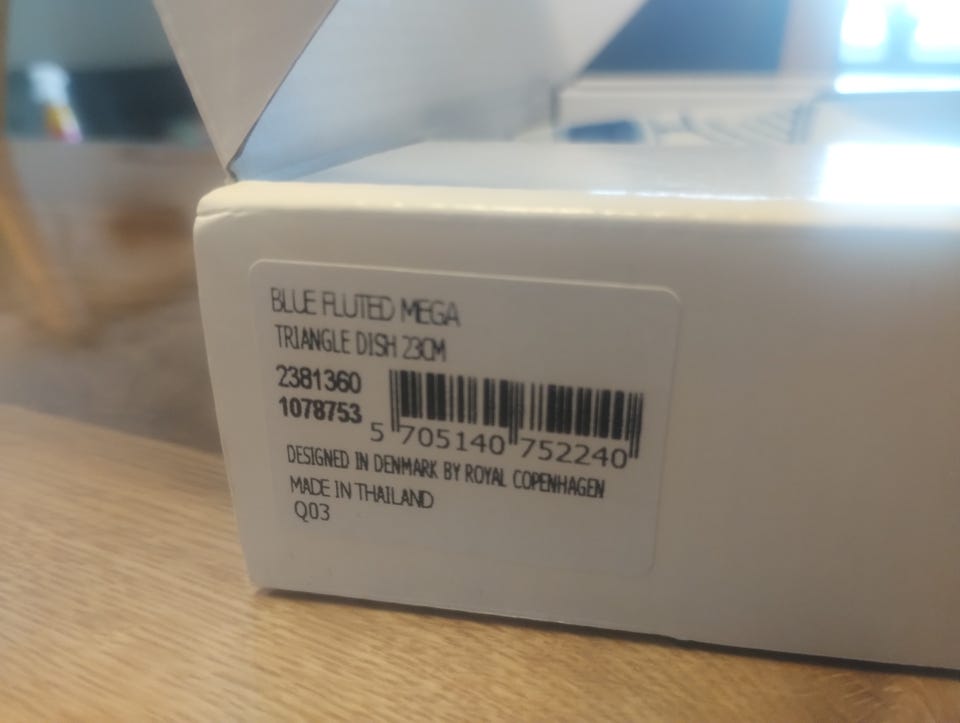 BLUE FLUTED MEGA
TRIANGLE DISH 23CM
2381360
1078753
5 705140 752240
DESIGNED IN DENMARK BY ROYAL COPENHAGEN
MADE IN THAILAND
Q03